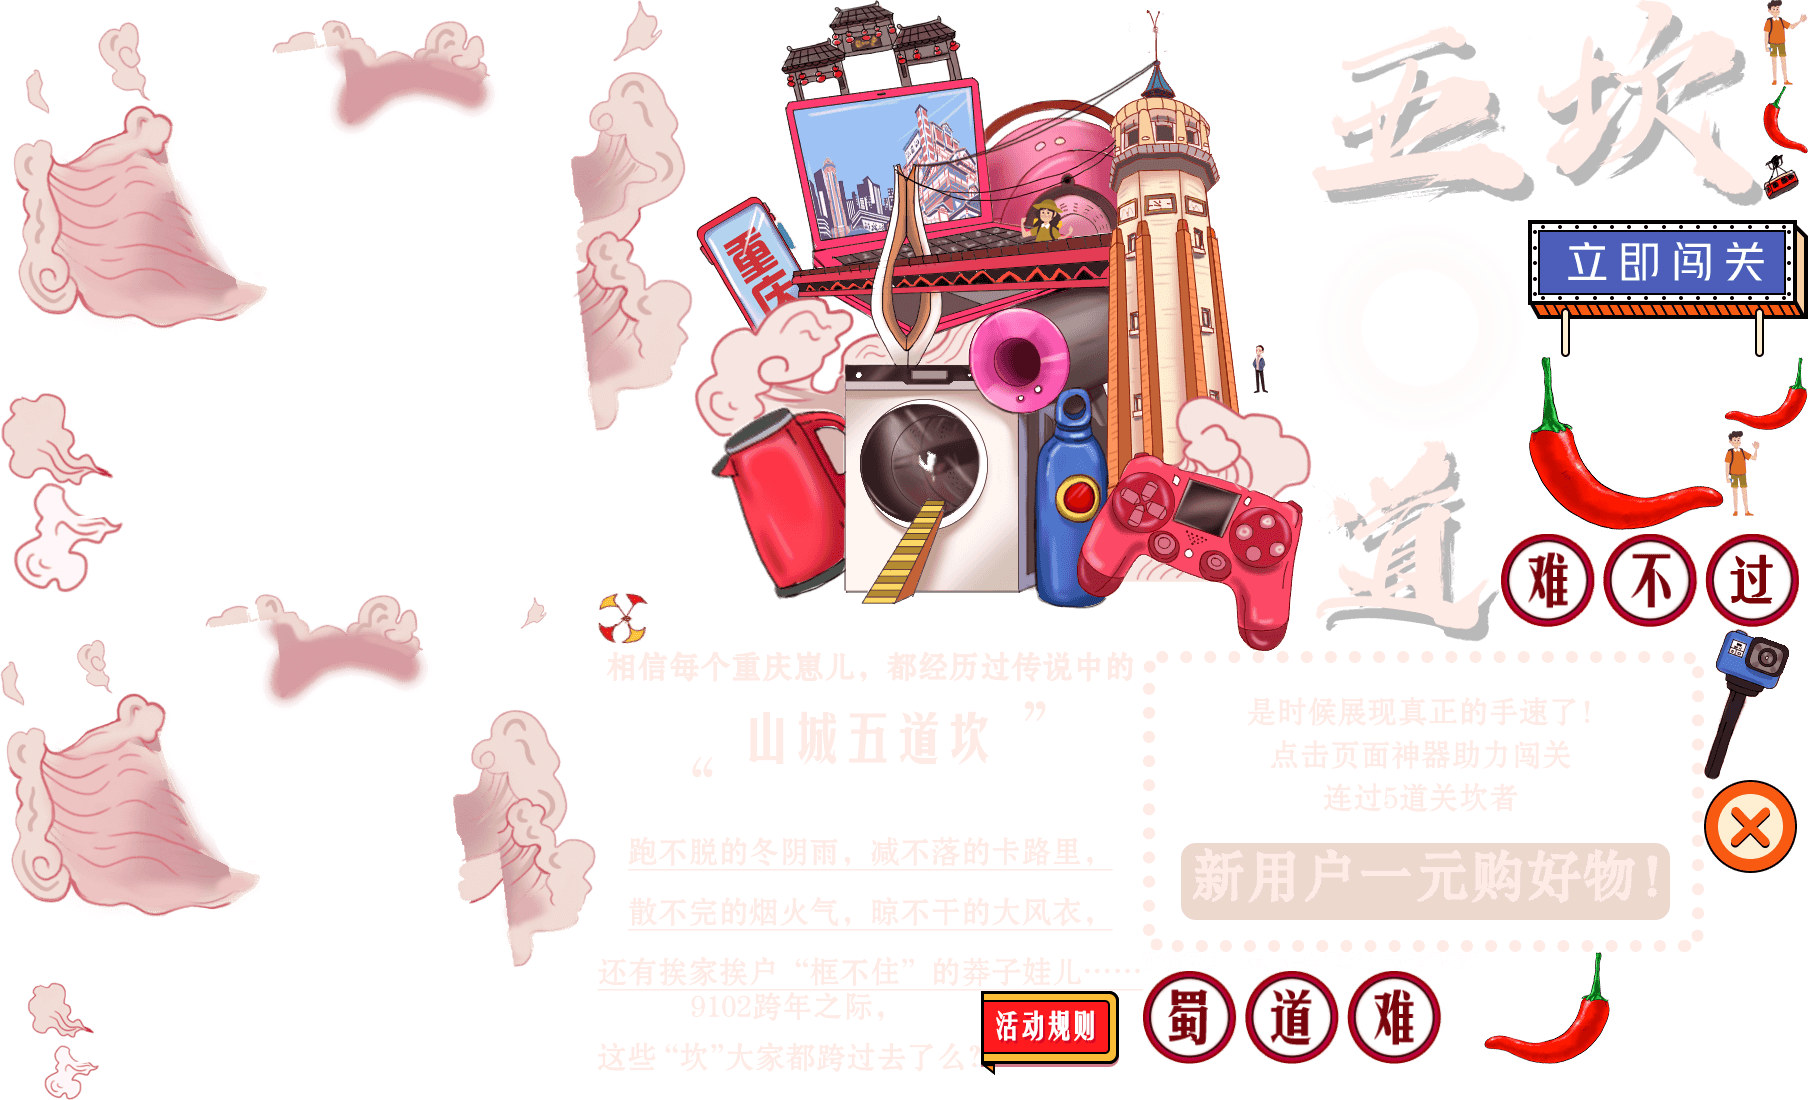 五坎
重庆
立即闯关
道
难不过
相信每个重庆崽儿，都经历过传说中的
“山城五道坎”
跑不脱的冬阴雨，减不落的卡路里，
散不完的烟火气，晾不干的大风衣，
还有挨家挨户“框不住”的莽子娃儿……
9102跨年之际，
这些“坎”大家都跨过去了么?
是时候展现真正的手速了！
点击页面神器助力闯关
连过5道关坎者
新用户一元购好物！
活动规则
蜀道难